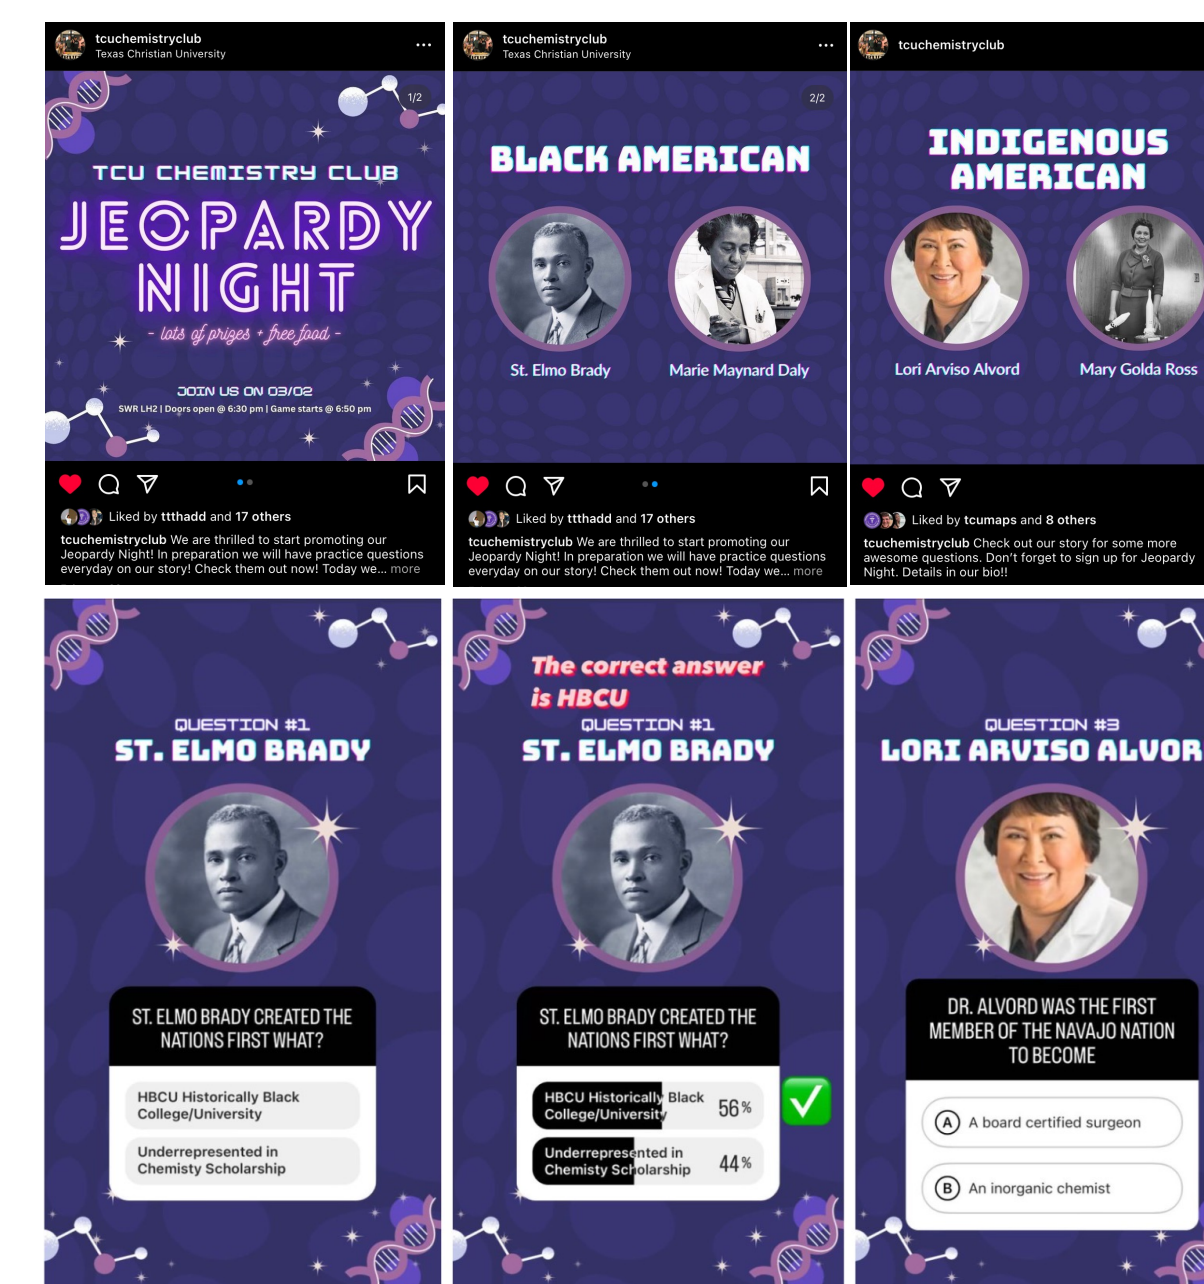 tcuchemistryclub
Texas Christian University
1/2
TCU CHEMISTRY CLUB
JEOPARDY
NIGHT
- lots of prizes + free food -
JOIN US ON 03/02
SWR LH2 | Doors open @ 6:30 pm | Game starts @ 6:50 pm
Liked by ttthadd and 17 others
tcuchemistryclub We are thrilled to start promoting our
Jeopardy Night! In preparation we will have practice questions
everyday on our story! Check them out now! Today we... more
tcuchemistryclub
Texas Christian University
2/2
BLACK AMERICAN
St. Elmo Brady
Marie Maynard Daly
Liked by ttthadd and 17 others
tcuchemistryclub We are thrilled to start promoting our
Jeopardy Night! In preparation we will have practice questions
everyday on our story! Check them out now! Today we... more
tcuchemistryclub
INDIGENOUS
AMERICAN
Lori Arviso Alvord
Mary Golda Ross
Liked by tcumaps and 8 others
tcuchemistryclub Check out our story for some more
awesome questions. Don't forget to sign up for Jeopardy
Night. Details in our bio!!
QUESTION #1
ST. ELMO BRADY
ST. ELMO BRADY CREATED THE
NATIONS FIRST WHAT?
HBCU Historically Black
College/University
Underrepresented in
Chemisty Scholarship
The correct answer
is HBCU
QUESTION #1
ST. ELMO BRADY
ST. ELMO BRADY CREATED THE
NATIONS FIRST WHAT?
HBCU Historically Black
College/University
56%
Underrepresented in
Chemisty Scholarship
44%
QUESTION #3
LORI ARVISO ALVOR
DR. ALVORD WAS THE FIRST
MEMBER OF THE NAVAJO NATION
TO BECOME
A A board certified surgeon
B An inorganic chemist